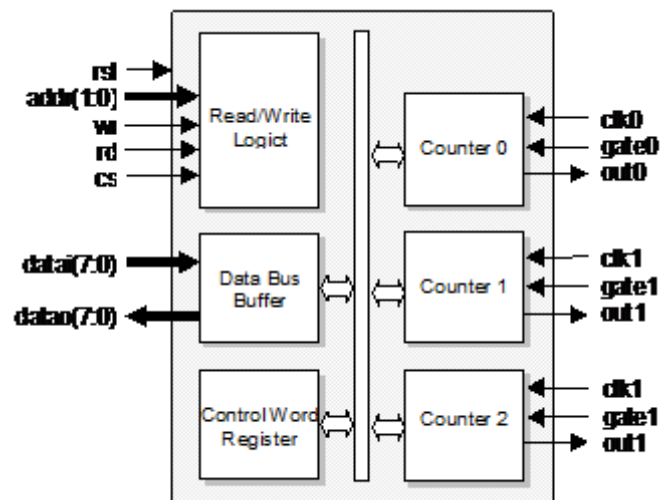 rst
addr(1:0)
wr
rd
cs
Read/Write
Logict
datai(7:0)
datao(7:0)
Data Bus
Buffer
Control Word
Register
Counter 0
clk0
gate0
out0
Counter 1
clk1
gate1
out1
Counter 2
clk1
gate1
out1